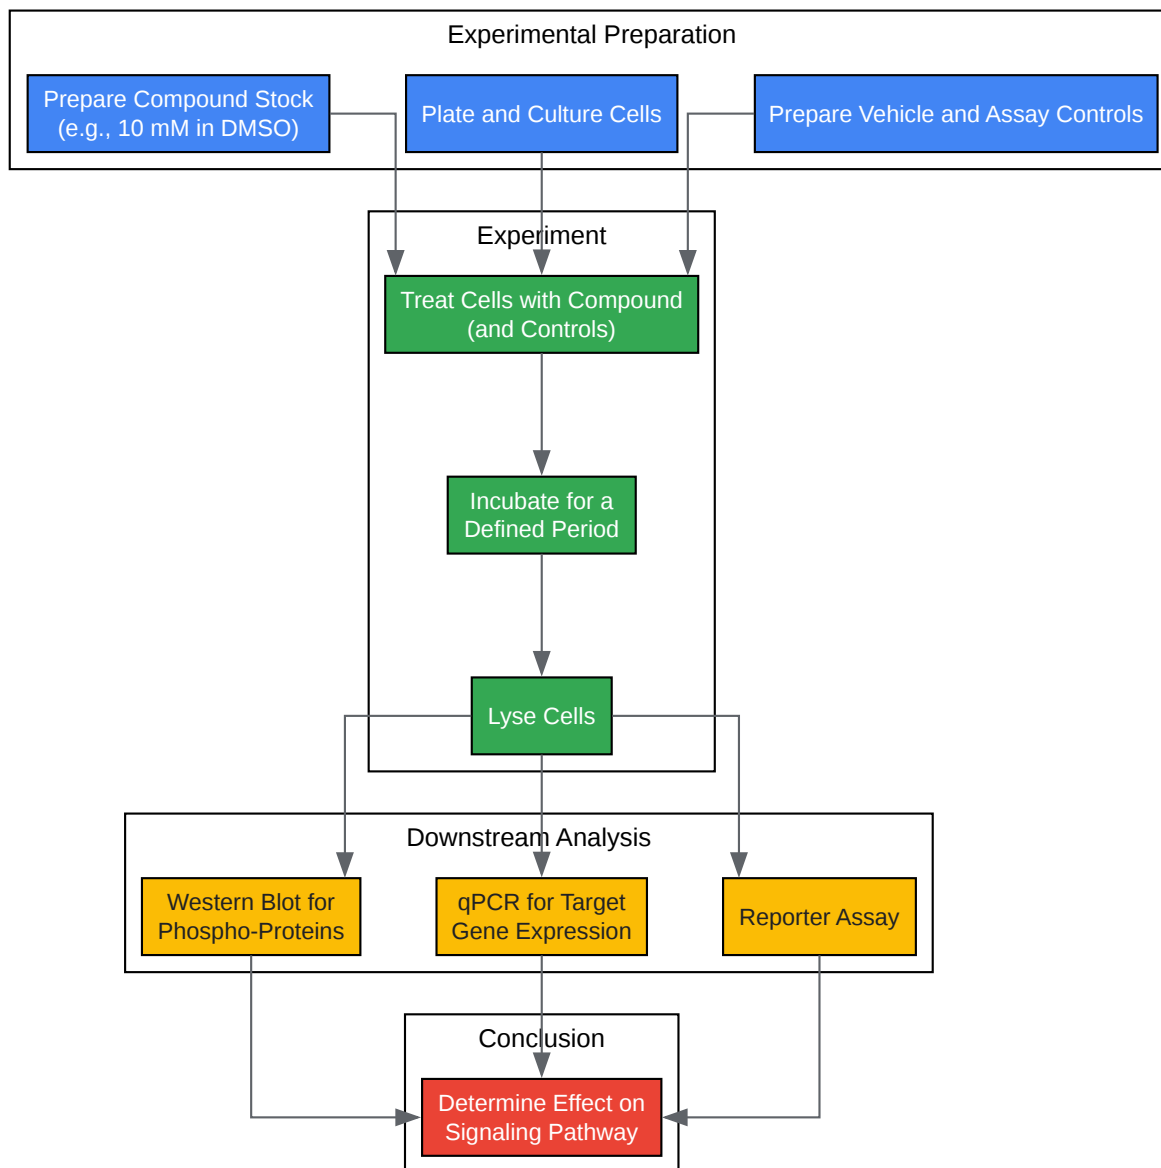 Experimental Preparation
Prepare Compound Stock
(e.g., 10 mM in DMSO)
Plate and Culture Cells
Prepare Vehicle and Assay Controls
Experiment
Treat Cells with Compound
(and Controls)
Incubate for a
Defined Period
Lyse Cells
Downstream Analysis
Western Blot for
Phospho-Proteins
qPCR for Target
Gene Expression
Reporter Assay
Conclusion
Determine Effect on
Signaling Pathway